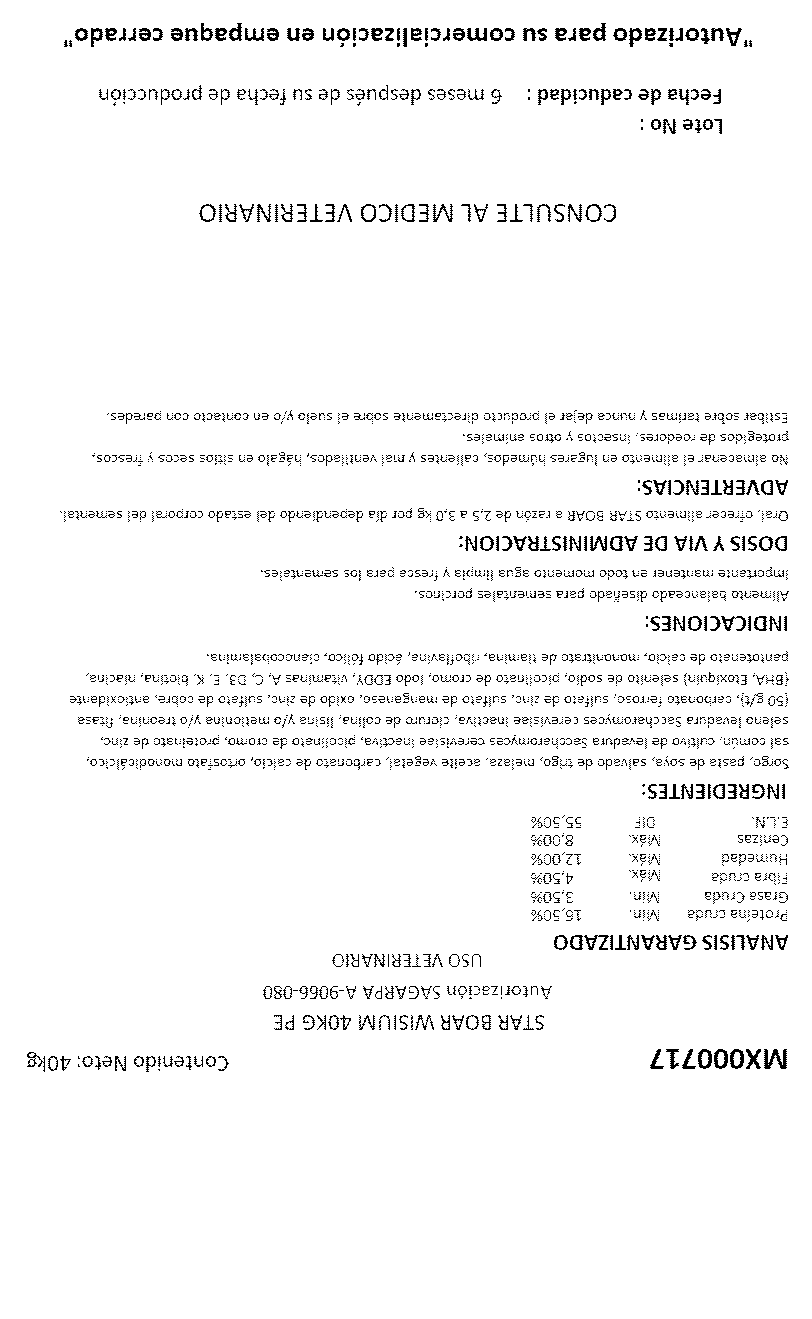 MX000717 Contenido Neto: 40kg
STAR BOAR WISIUM 40KG PE
Autorización SAGARPA A-9066-080
USO VETERINARIO
ANALISIS GARANTIZADO
Proteína cruda Min. 16,50%
Grasa Cruda Min. 3,50%
Fibra cruda Máx. 4,50%
Humedad Máx. 12,00%
Cenizas Máx. 8,00%
E.L.N. DIF 55,50%
INGREDIENTES:
Sorgo, pasta de soya, salvado de trigo, melaza, aceite vegetal, carbonato de calcio, ortosfato monodicálcico,
sal común, cultivo de levadura Saccharomyces cerevisiae inactiva, picolinato de cromo, proteinato de zinc,
seleno levadura Saccharomyces cerevisiae inactiva, cloruro de colina, lisina y/o metionina y/o treonina, fitasa
(50 g/t), carbonato ferroso, sulfato de zinc, sulfato de manganeso, oxido de zinc, sulfato de cobre, antioxidante
(BHA, Etoxiquin) selenito de sodio, picolinato de cromo, Iodo EDDY, vitaminas A, C, D3, E, K, biotina, niacina,
pantotenato de calcio, mononitrato de tiamina, riboflavina, ácido fólico, cianocobalamina.
INDICACIONES:
Alimento balanceado diseñado para sementales porcinos.
Importante mantener en todo momento agua limpia y fresca para los sementales.
DOSIS Y VIA DE ADMINISTRACION:
Oral, ofrecer alimento STAR BOAR a razón de 2,5 a 3,0 kg por día dependiendo del estado corporal del semental.
ADVERTENCIAS:
No almacenar el alimento en lugares húmedos, calientes y mal ventilados, hágalo en sitios secos y frescos,
protegidos de roedores, insectos y otros animales.
Estibar sobre tarimas y nunca dejar el producto directamente sobre el suelo y/o en contacto con paredes.
CONSULTE AL MEDICO VETERINARIO
Lote No :
Fecha de caducidad : 6 meses después de su fecha de producción
"Autorizado para su comercialización en empaque cerrado"